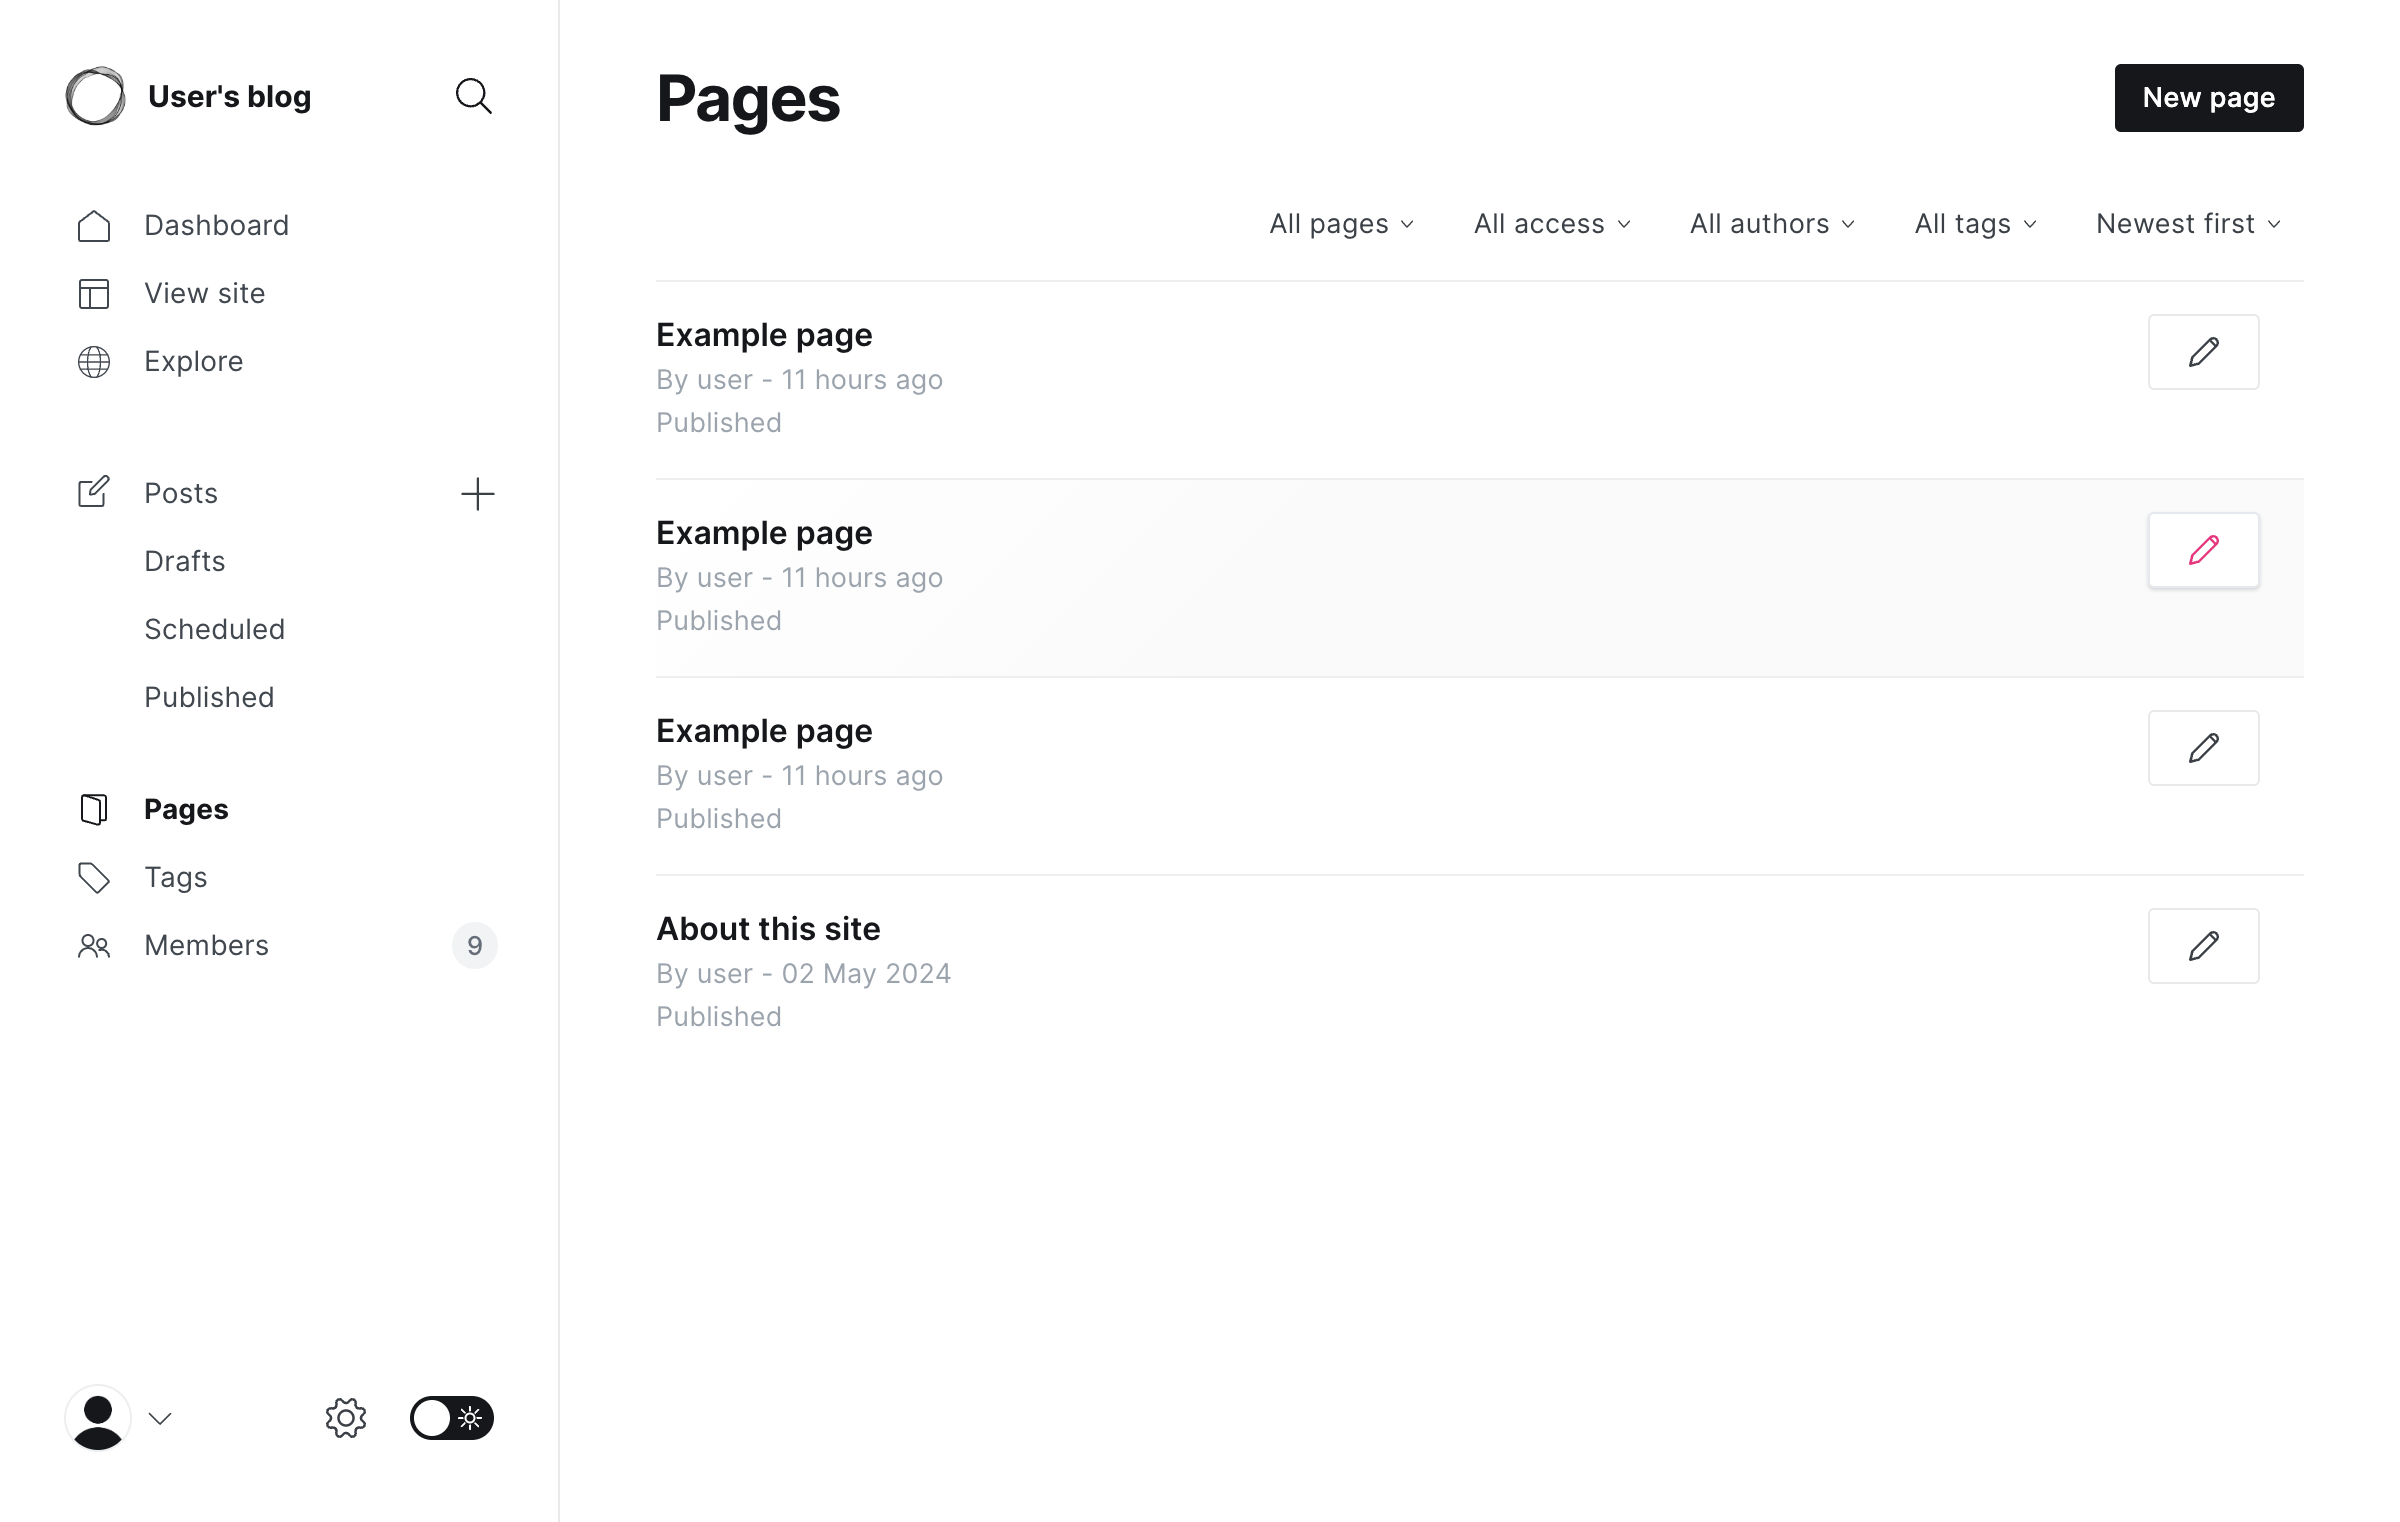 User's blog
Dashboard
View site
Explore
Posts
Drafts
Scheduled
Published
Pages
Tags
Members 9
Pages
New page
All pages All access All authors All tags Newest first
Example page
By user - 11 hours ago
Published
Example page
By user - 11 hours ago
Published
Example page
By user - 11 hours ago
Published
About this site
By user - 02 May 2024
Published